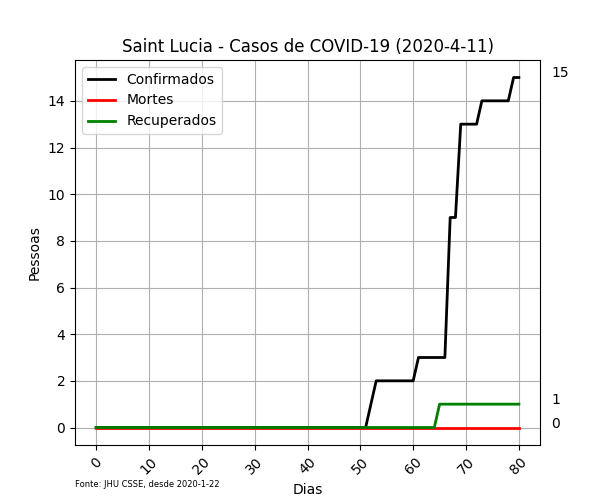 Saint Lucia - Casos de COVID-19 (2020-4-11)
Confirmados
Mortes
Recuperados
15
14
12
10
8
6
4
2
0
1
0
Pessoas
0
10
20
30
40
50
60
70
80
Dias
Fonte: JHU CSSE, desde 2020-1-22